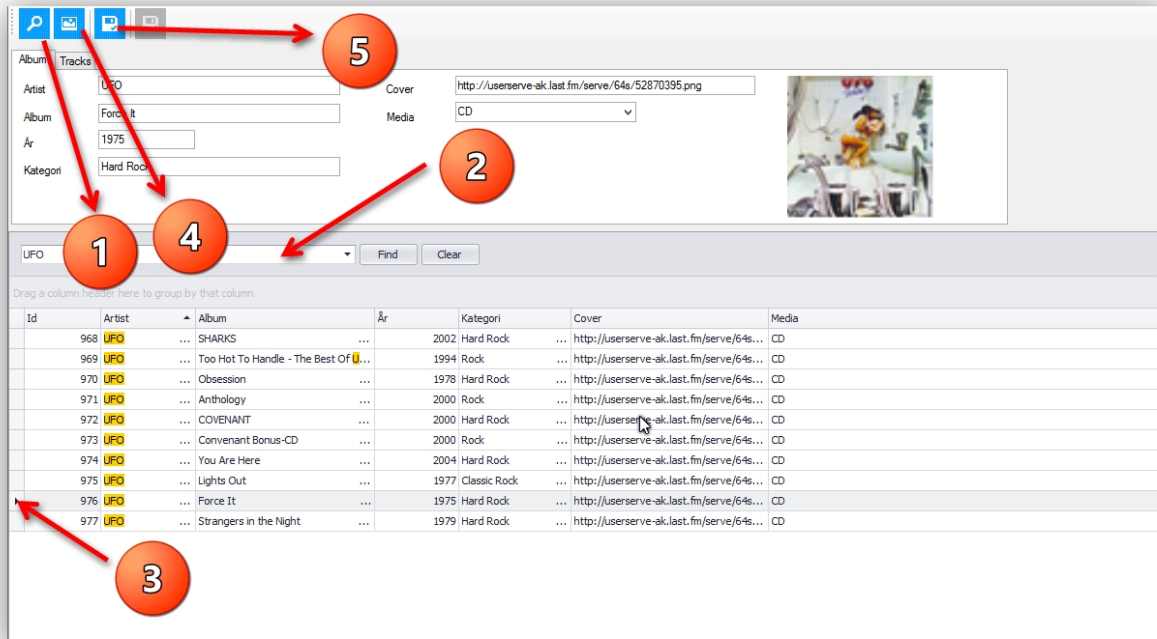 5
Album Tracks
Artist UFO Cover http://userserve-ak.last.fm/serve/64s/52870395.png
Album Force It Media CD
År 1975
Kategori Hard Rock
2
4
1
UFO Find Clear
Drag a column header here to group by that column
Id Artist Album År Kategori Cover Media
968 UFO ... SHARKS ... 2002 Hard Rock ... http://userserve-ak.last.fm/serve/64s... CD
969 UFO ... Too Hot To Handle - The Best Of U... 1994 Rock ... http://userserve-ak.last.fm/serve/64s... CD
970 UFO ... Obsession ... 1978 Hard Rock ... http://userserve-ak.last.fm/serve/64s... CD
971 UFO ... Anthology ... 2000 Rock ... http://userserve-ak.last.fm/serve/64s... CD
972 UFO ... COVENANT ... 2000 Hard Rock ... http://userserve-ak.last.fm/serve/64s... CD
973 UFO ... Convenant Bonus-CD ... 2000 Rock ... http://userserve-ak.last.fm/serve/64s... CD
974 UFO ... You Are Here ... 2004 Hard Rock ... http://userserve-ak.last.fm/serve/64s... CD
975 UFO ... Lights Out ... 1977 Classic Rock ... http://userserve-ak.last.fm/serve/64s... CD
976 UFO ... Force It ... 1975 Hard Rock ... http://userserve-ak.last.fm/serve/64s... CD
977 UFO ... Strangers in the Night ... 1979 Hard Rock ... http://userserve-ak.last.fm/serve/64s... CD
3